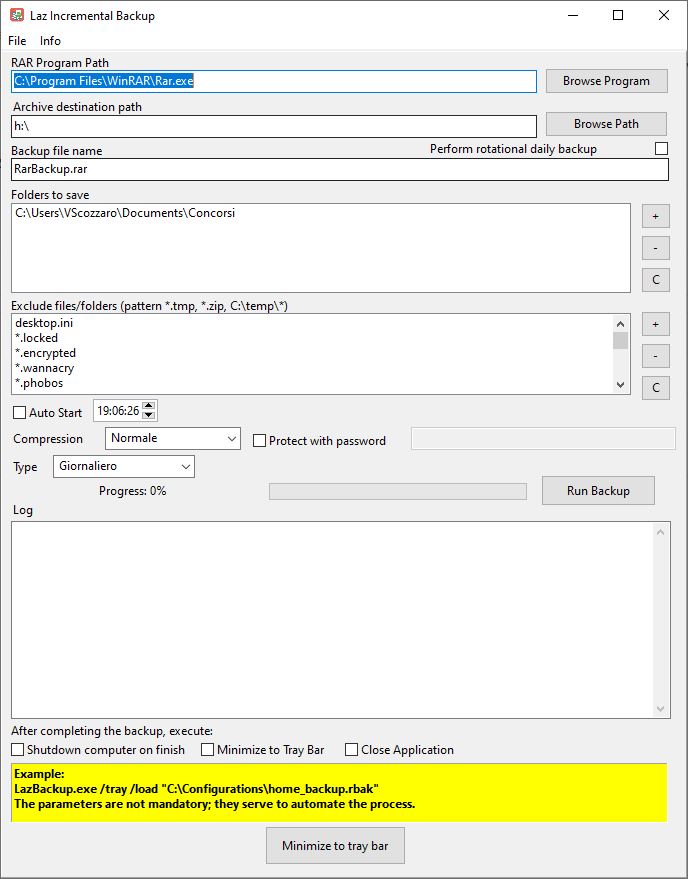 Laz Incremental Backup
File Info
RAR Program Path
C:\Program Files\WinRAR\Rar.exe
Browse Program
Archive destination path
h:\
Browse Path
Backup file name
Perform rotational daily backup
RarBackup.rar
Folders to save
C:\Users\VScozzaro\Documents\Concorsi
+
-
C
Exclude files/folders (pattern *.tmp, *.zip, C:\temp\*)
desktop.ini
*.locked
*.encrypted
*.wannacry
*.phobos
+
-
C
Auto Start 19:06:26
Compression Normale Protect with password
Type Giornaliero
Progress: 0% Run Backup
Log
After completing the backup, execute:
Shutdown computer on finish Minimize to Tray Bar Close Application
Example:
LazBackup.exe /tray /load "C:\Configurations\home_backup.rbak"
The parameters are not mandatory; they serve to automate the process.
Minimize to tray bar